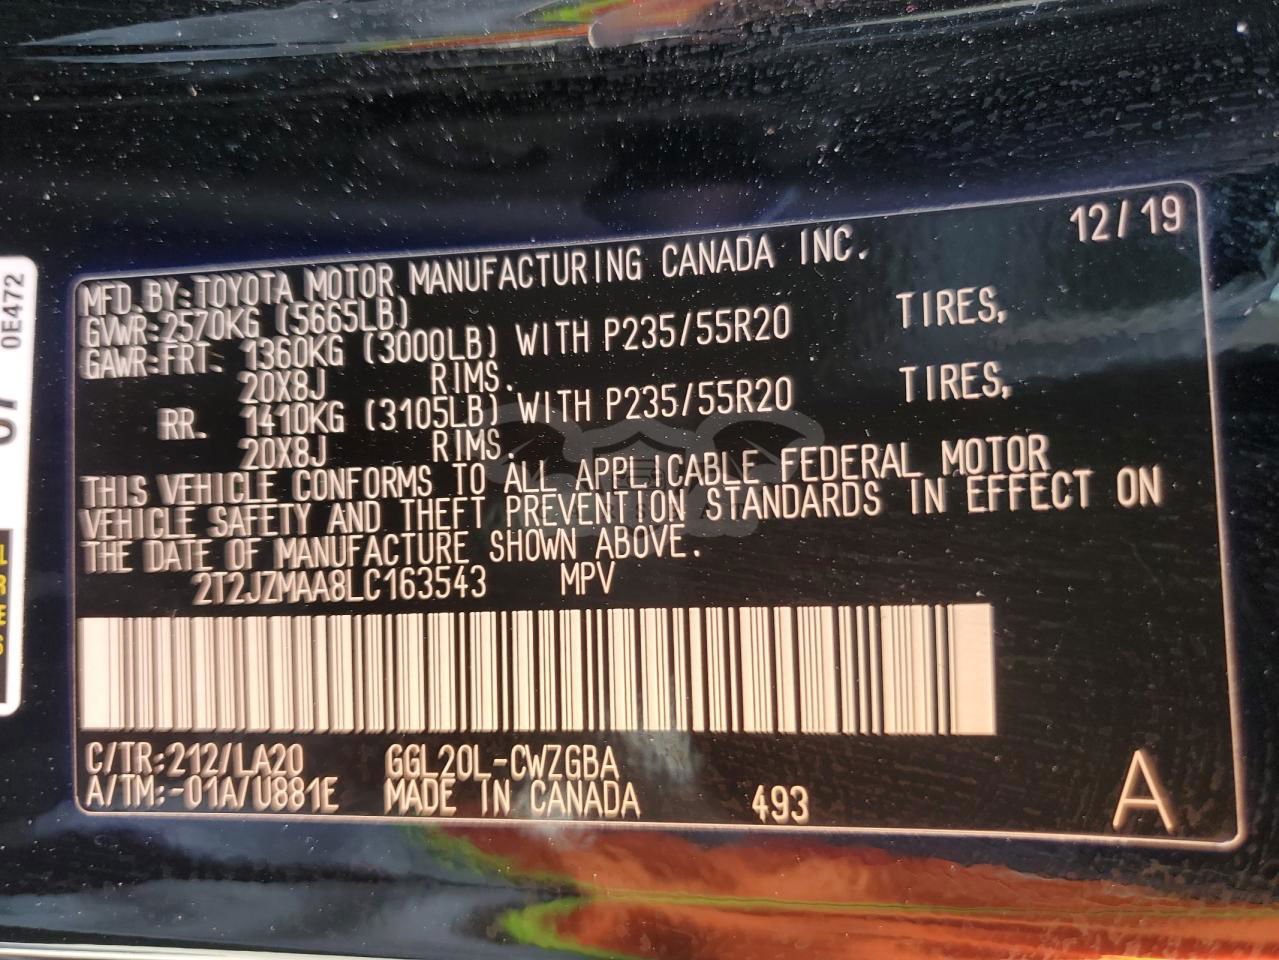 12/19
MFD.BY:TOYOTA MOTOR MANUFACTURING CANADA INC.
GVWR:2570KG (5665LB)
GAWR:FRT. 1360KG (3000LB) WITH P235/55R20 TIRES,
20X8J RIMS.
RR. 1410KG (3105LB) WITH P235/55R20 TIRES,
20X8J RIMS.
THIS VEHICLE CONFORMS TO ALL APPLICABLE FEDERAL MOTOR
VEHICLE SAFETY AND THEFT PREVENTION STANDARDS IN EFFECT ON
THE DATE OF MANUFACTURE SHOWN ABOVE.
2T2JZMAA8LC163543 MPV
C/TR:212/LA20 GGL20L-CWZGBA
A/TM:-01A/U881E MADE IN CANADA 493 A
0E472